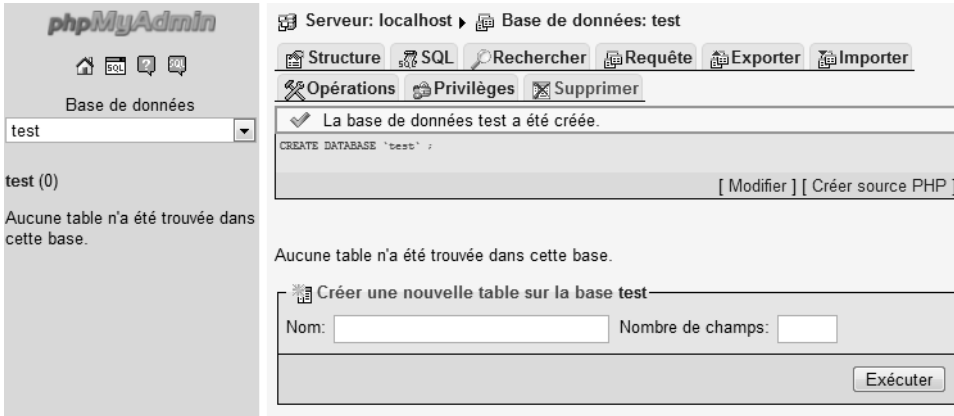 phpMyAdmin
SQL
Base de données
test
test (0)
Aucune table n'a été trouvée dans
cette base.
Serveur: localhost
Base de données: test
Structure SQL Rechercher Requête Exporter Importer
Opérations Privilèges Supprimer
La base de données test a été créée.
CREATE DATABASE `test` ;
[ Modifier ] [ Créer source PHP ]
Aucune table n'a été trouvée dans cette base.
Créer une nouvelle table sur la base test
Nom: Nombre de champs:
Exécuter